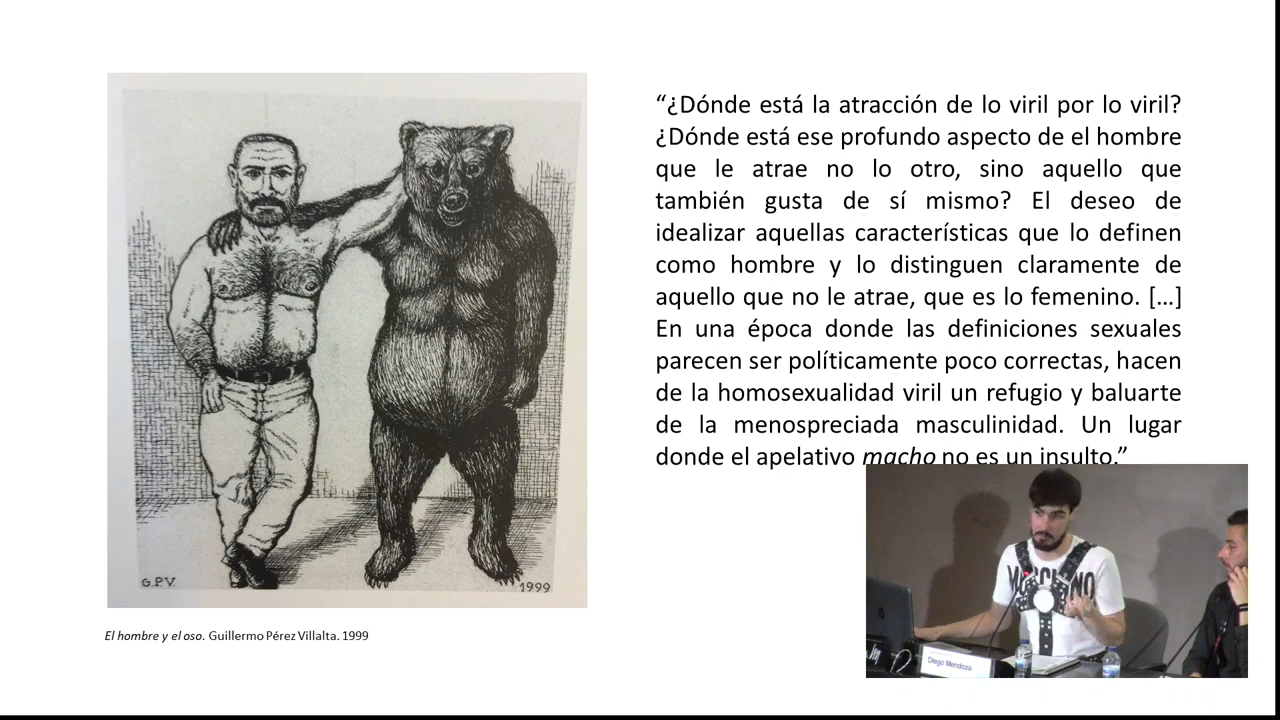 “¿Dónde está la atracción de lo viril por lo viril?
¿Dónde está ese profundo aspecto de el hombre
que le atrae no lo otro, sino aquello que
también gusta de sí mismo? El deseo de
idealizar aquellas características que lo definen
como hombre y lo distinguen claramente de
aquello que no le atrae, que es lo femenino. [...]
En una época donde las definiciones sexuales
parecen ser políticamente poco correctas, hacen
de la homosexualidad viril un refugio y baluarte
de la menospreciada masculinidad. Un lugar
donde el apelativo macho no es un insulto.”
G.P.V.
1999
El hombre y el oso. Guillermo Pérez Villalta. 1999
Diego Mendoza